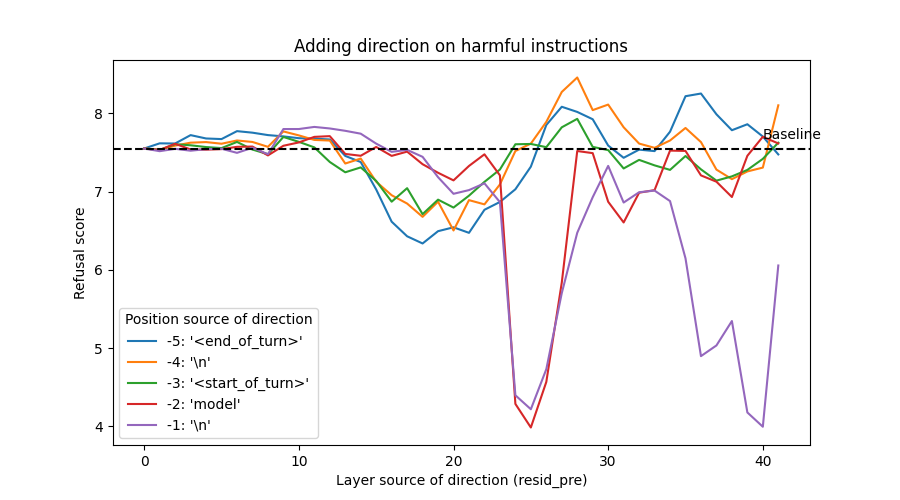 Adding direction on harmful instructions
Refusal score
8
7
6
5
4
Baseline
Position source of direction
-5: '<end_of_turn>'
-4: '\n'
-3: '<start_of_turn>'
-2: 'model'
-1: '\n'
0 10 20 30 40
Layer source of direction (resid_pre)